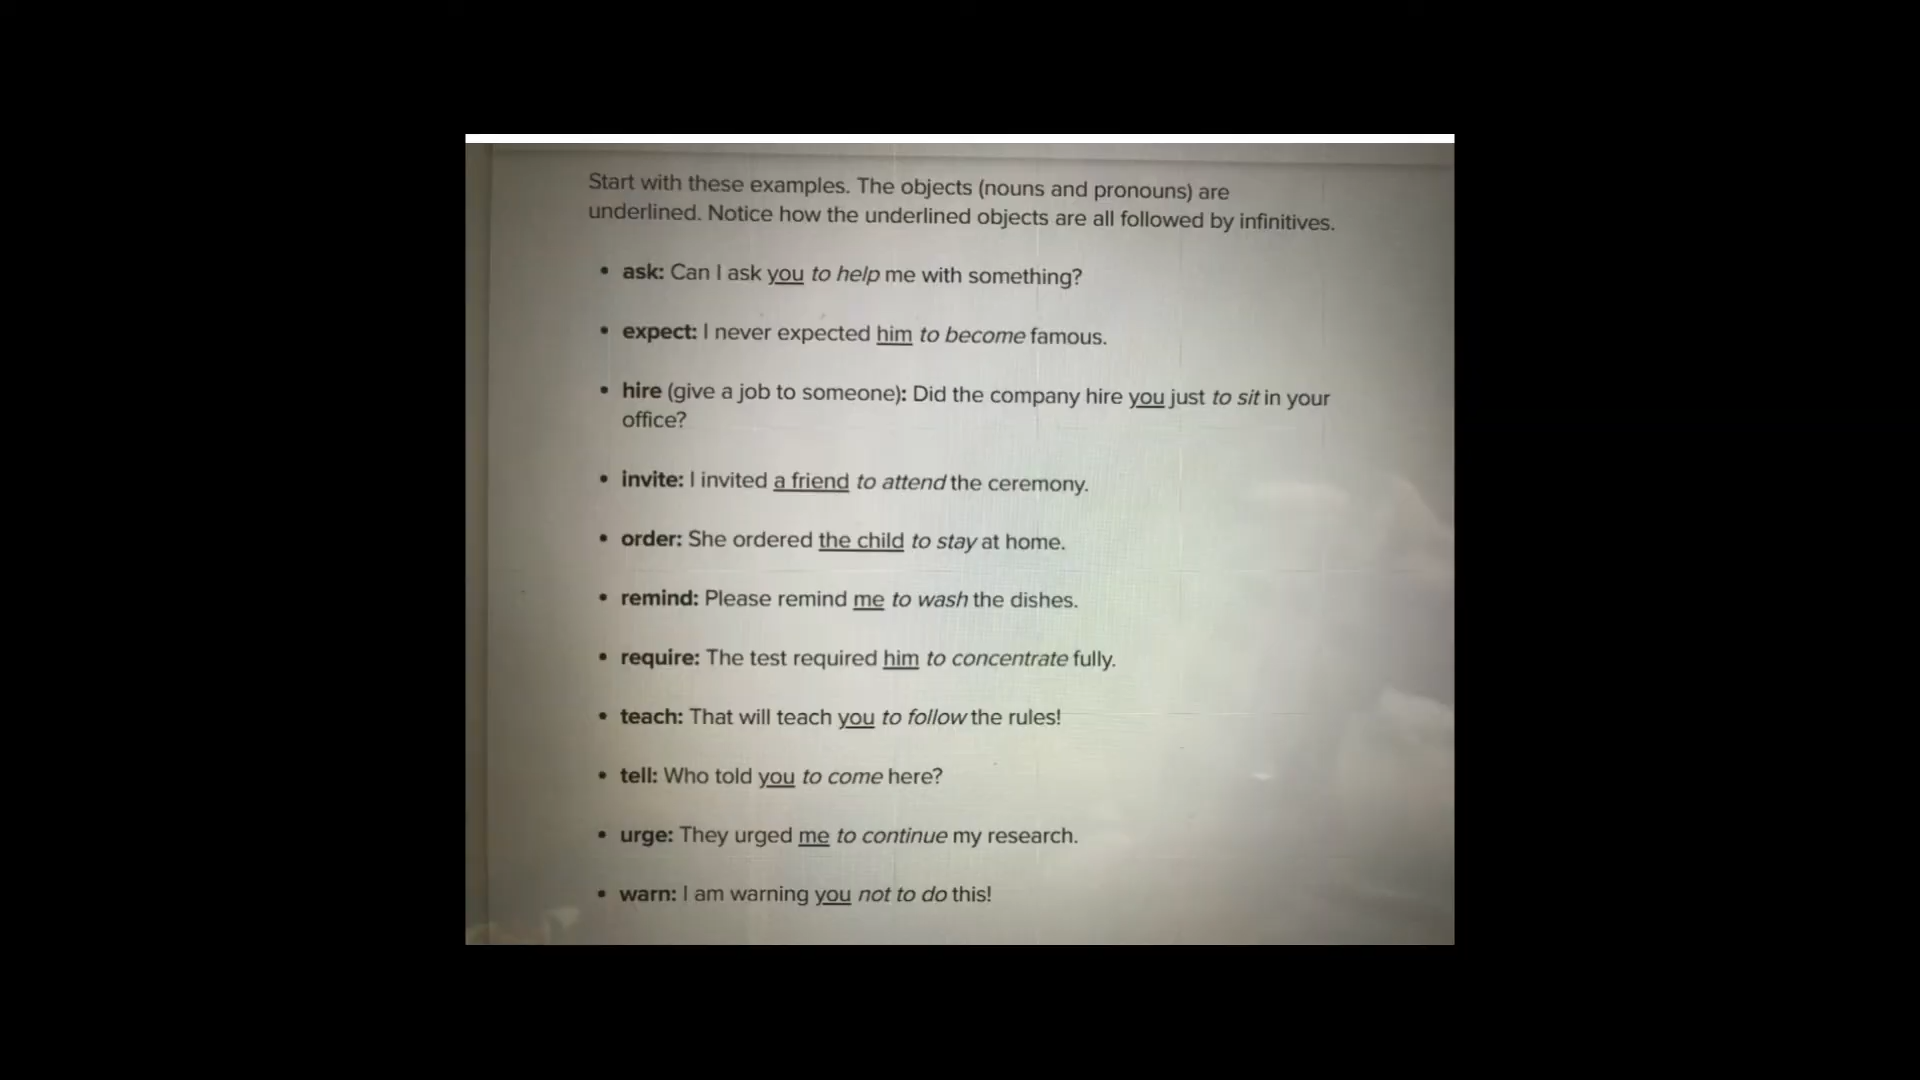 Start with these examples. The objects (nouns and pronouns) are
underlined. Notice how the underlined objects are all followed by infinitives.
• ask: Can I ask you to help me with something?
• expect: I never expected him to become famous.
• hire (give a job to someone): Did the company hire you just to sit in your
office?
• invite: I invited a friend to attend the ceremony.
• order: She ordered the child to stay at home.
• remind: Please remind me to wash the dishes.
• require: The test required him to concentrate fully.
• teach: That will teach you to follow the rules!
• tell: Who told you to come here?
• urge: They urged me to continue my research.
• warn: I am warning you not to do this!